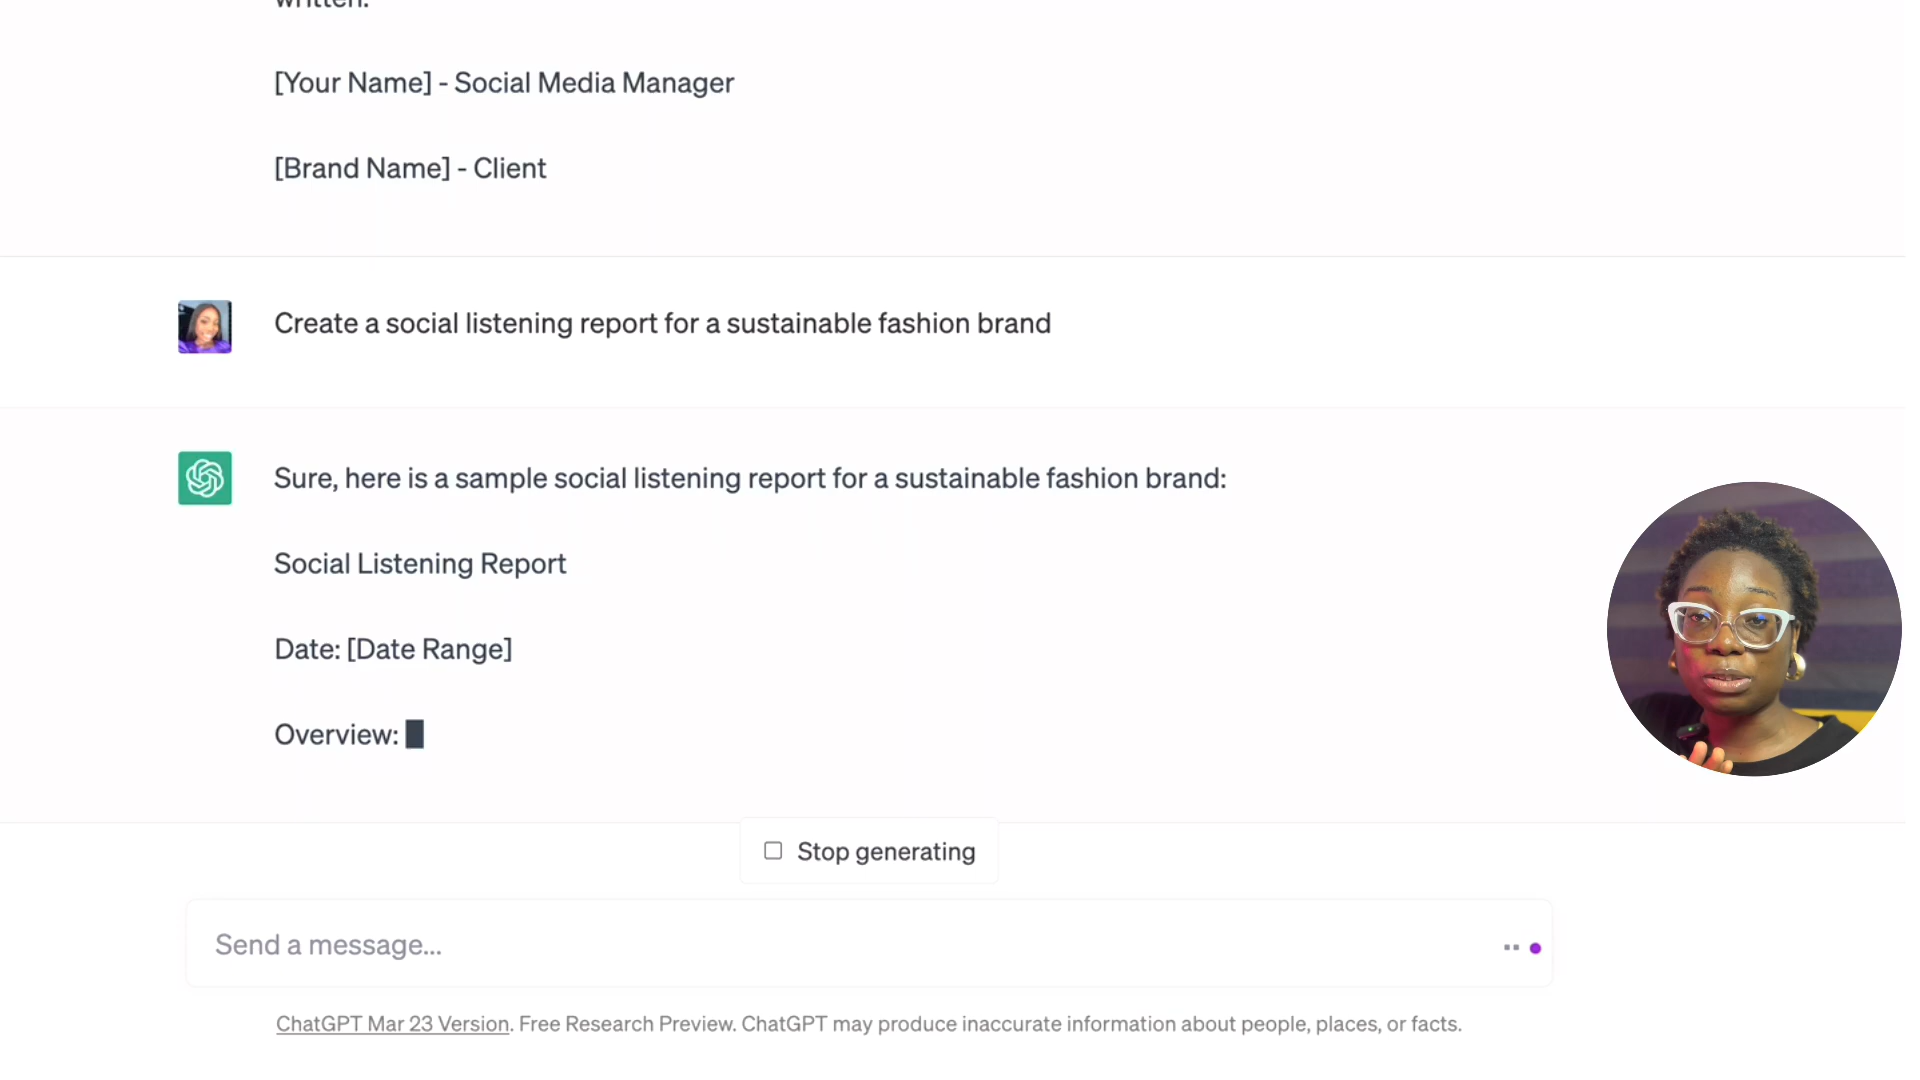 written.
[Your Name] - Social Media Manager
[Brand Name] - Client
Create a social listening report for a sustainable fashion brand
Sure, here is a sample social listening report for a sustainable fashion brand:
Social Listening Report
Date: [Date Range]
Overview:
Stop generating
Send a message...
ChatGPT Mar 23 Version. Free Research Preview. ChatGPT may produce inaccurate information about people, places, or facts.